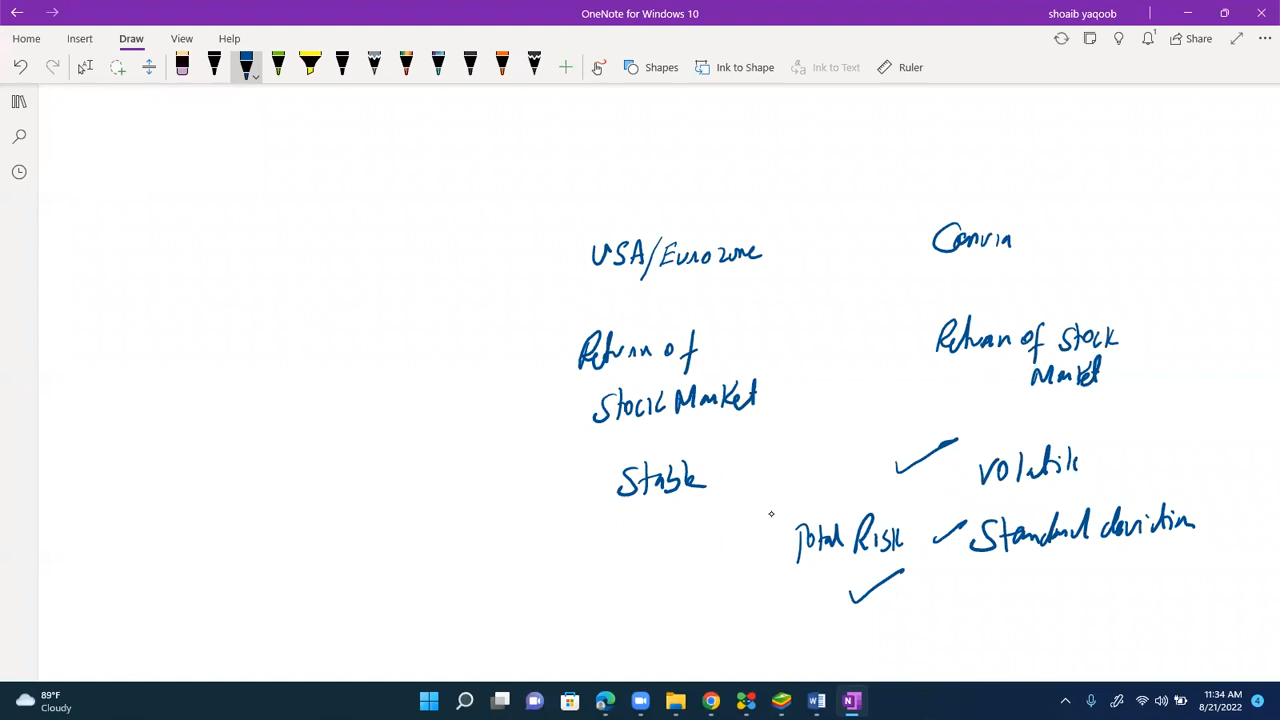 OneNote for Windows 10
shoaib yaqoob
Home Insert Draw View Help
Share
Shapes Ink to Shape Ink to Text Ruler
USA/Eurozone
Return of
Stock Market
Stable
Return of Stock
Market
Volatile
Total Risk
Standard deviation
89°F
Cloudy
11:34 AM
8/21/2022
4